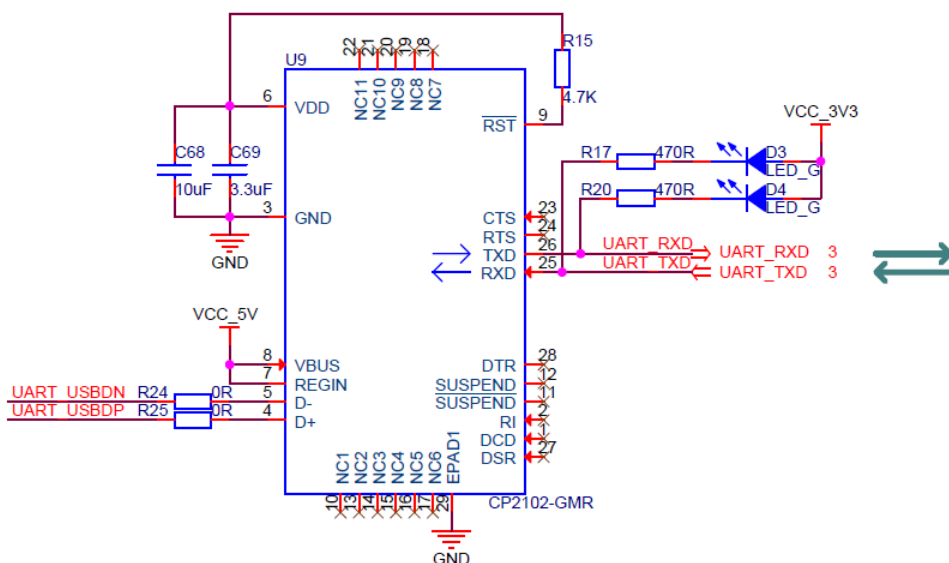 R15
4.7K
U9
22 21 20 19 18
NC11 NC10 NC9 NC8 NC7
6 VDD
RST 9
VCC_3V3
C68 C69
10uF 3.3uF
R17 470R D3
LED_G
R20 470R D4
LED_G
3 GND
GND
CTS 23
RTS 24
TXD 26 UART_RXD UART_RXD 3
RXD 25 UART_TXD UART_TXD 3
VCC_5V
8 VBUS
7 REGIN
UART_USBDN R24 0R 5 D-
UART_USBDP R25 0R 4 D+
DTR 28
SUSPEND 12
SUSPEND 11
RI 2
DCD 1
DSR 27
NC1 NC2 NC3 NC4 NC5 NC6 EPAD1
10 13 14 15 16 17 29
CP2102-GMR
GND